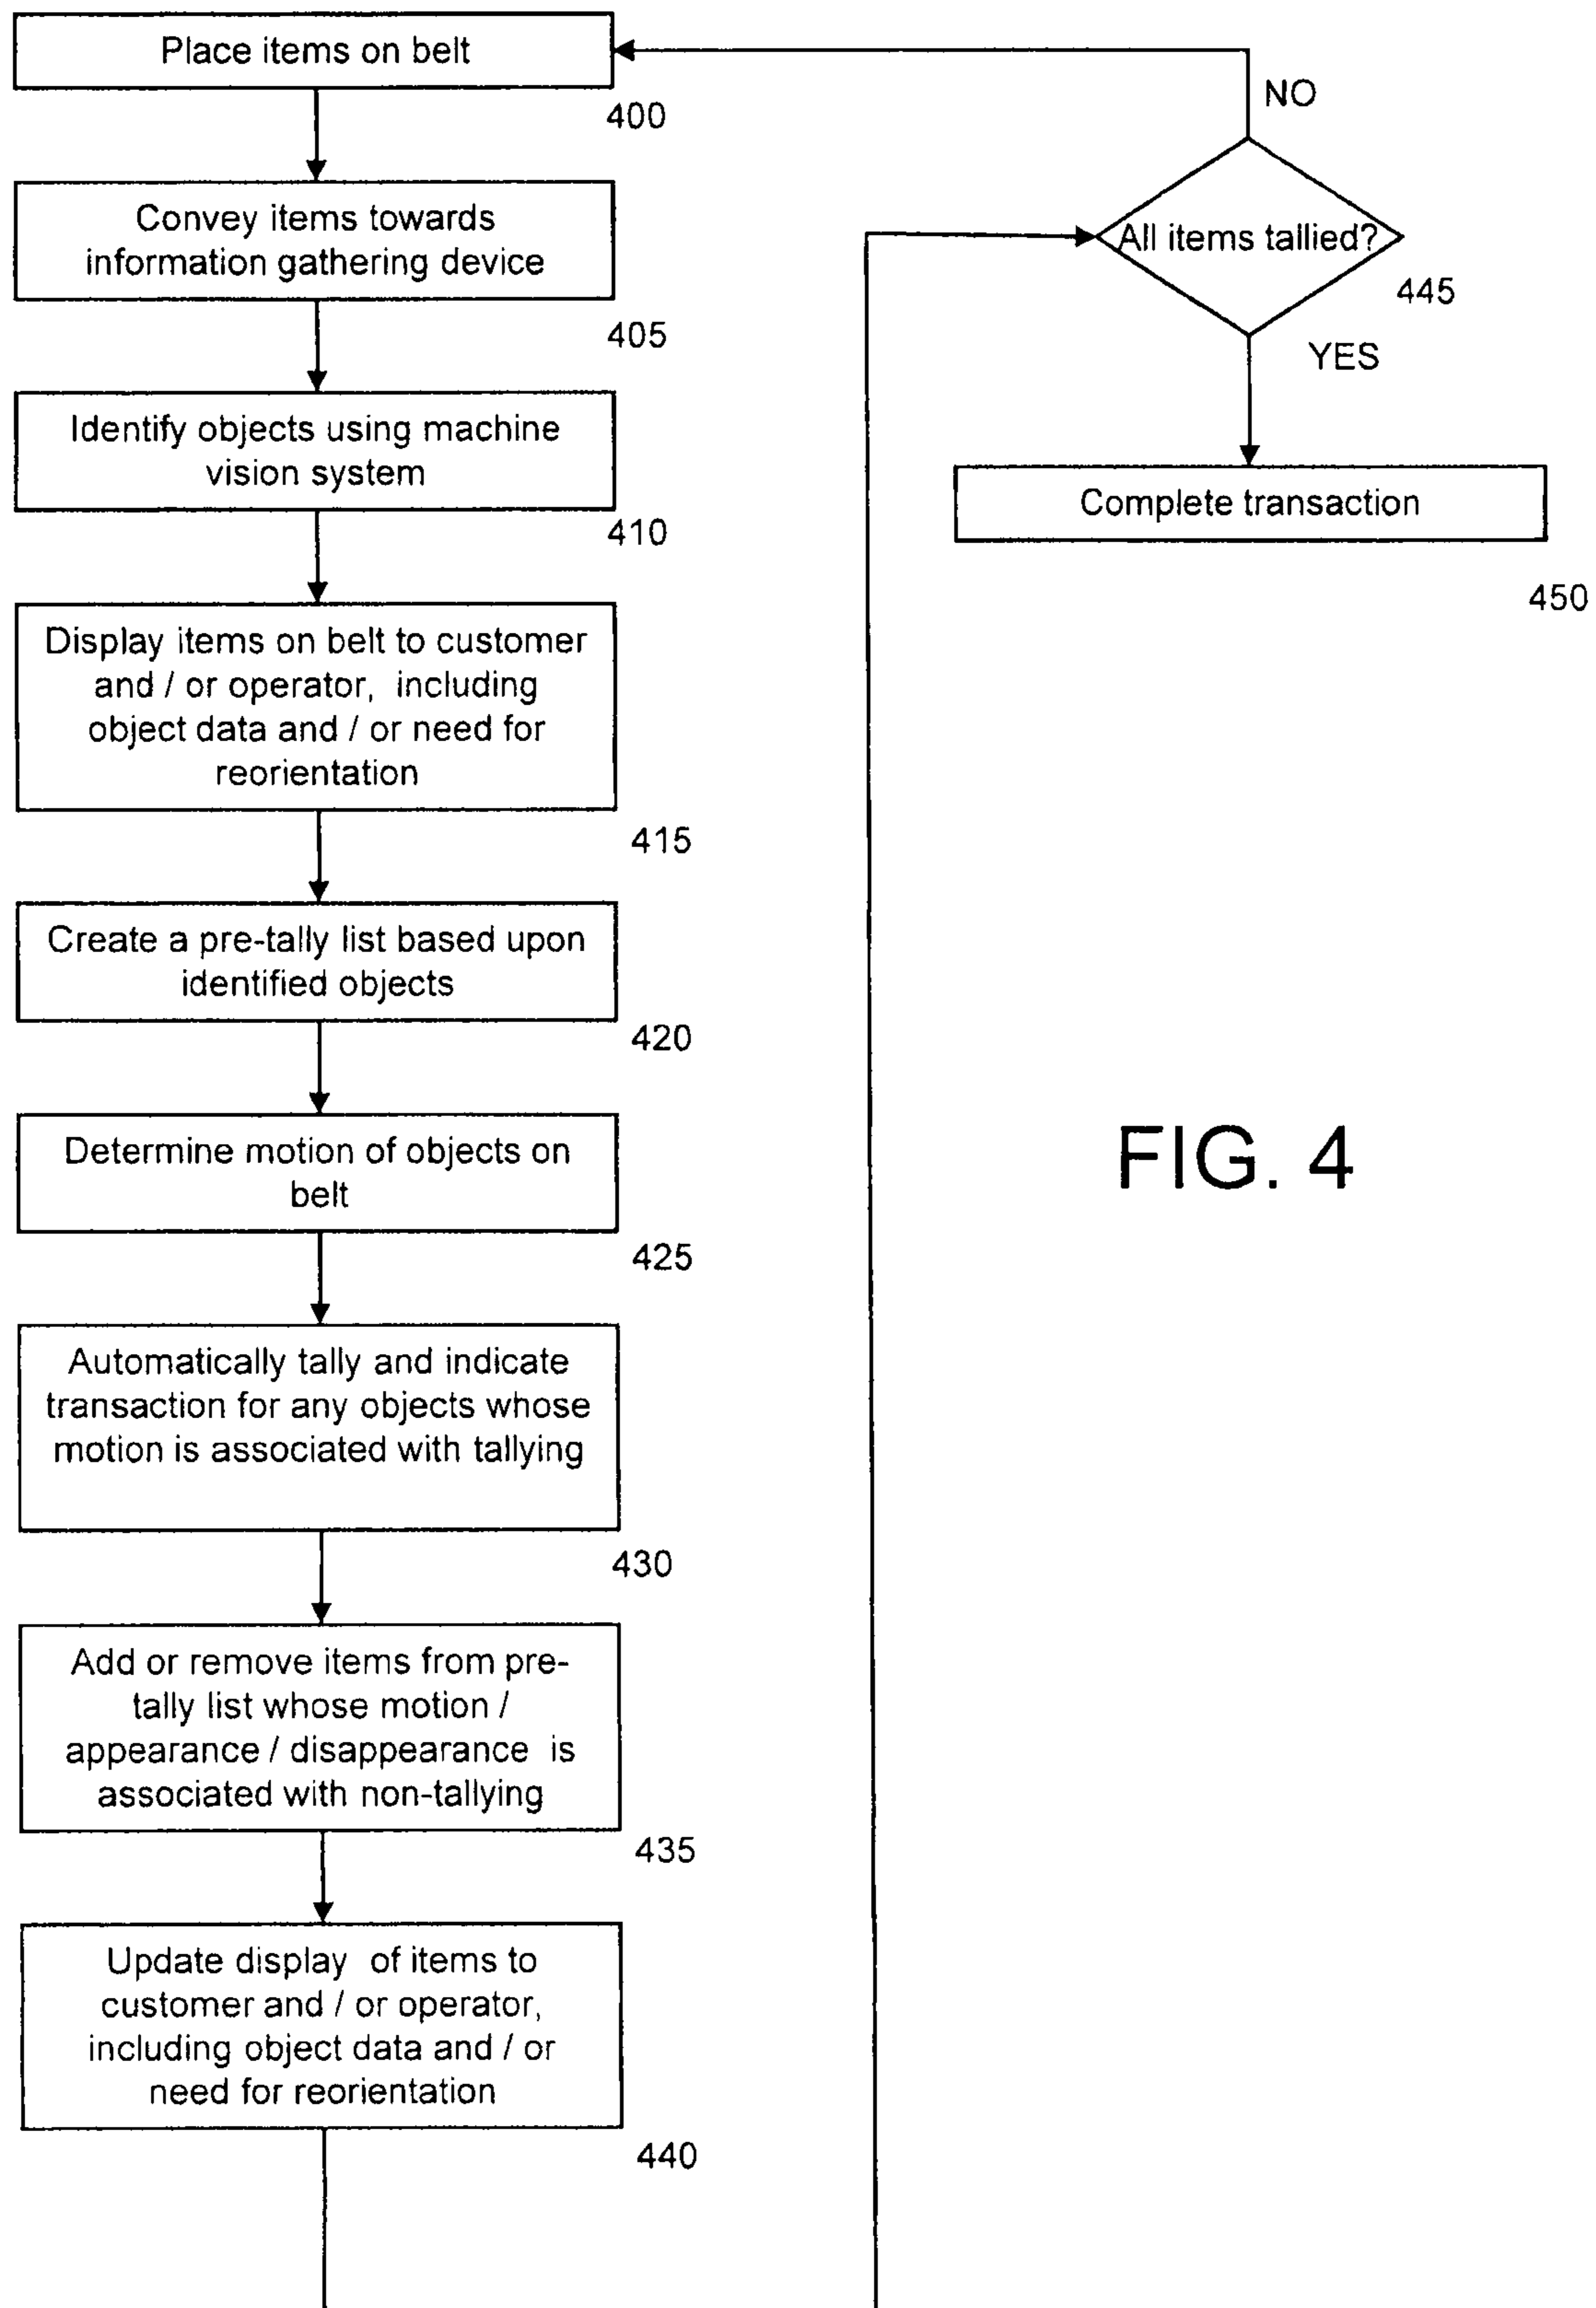 Place items on belt
400
Convey items towards
information gathering device
405
Identify objects using machine
vision system
410
Display items on belt to customer
and / or operator, including
object data and / or need for
reorientation
415
Create a pre-tally list based upon
identified objects
420
Determine motion of objects on
belt
425
Automatically tally and indicate
transaction for any objects whose
motion is associated with tallying
430
Add or remove items from pre-
tally list whose motion /
appearance / disappearance is
associated with non-tallying
435
Update display of items to
customer and / or operator,
including object data and / or
need for reorientation
440
NO
All items tallied?
445
YES
Complete transaction
450
FIG. 4